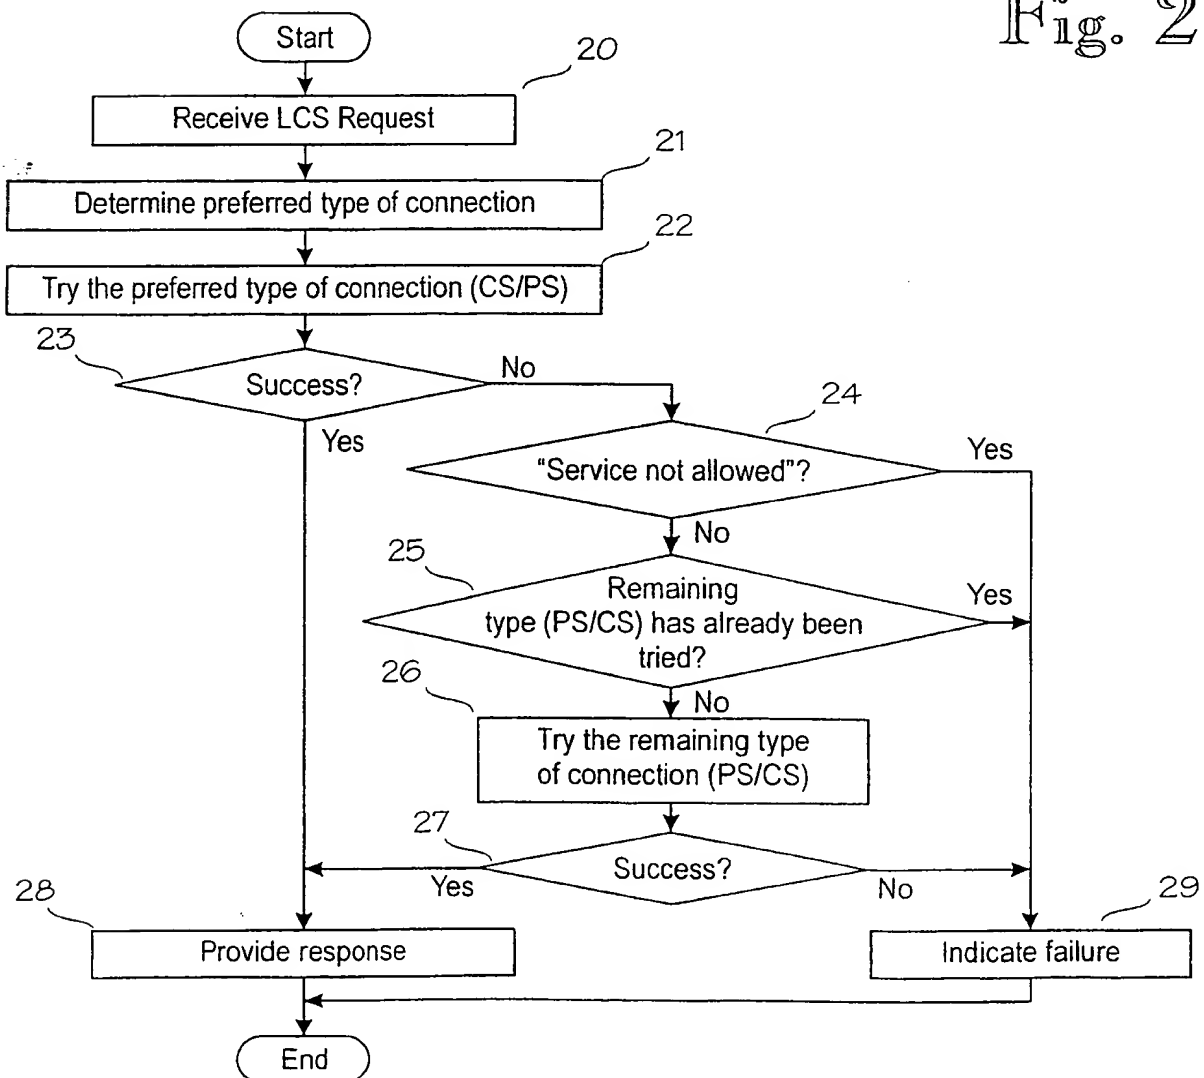 Fig. 2
Start
20
Receive LCS Request
21
Determine preferred type of connection
22
Try the preferred type of connection (CS/PS)
23
Success?
No
Yes
24
“Service not allowed”?
Yes
No
25
Remaining
type (PS/CS) has already been
tried?
Yes
No
26
Try the remaining type
of connection (PS/CS)
27
Success?
Yes
No
28
Provide response
29
Indicate failure
End